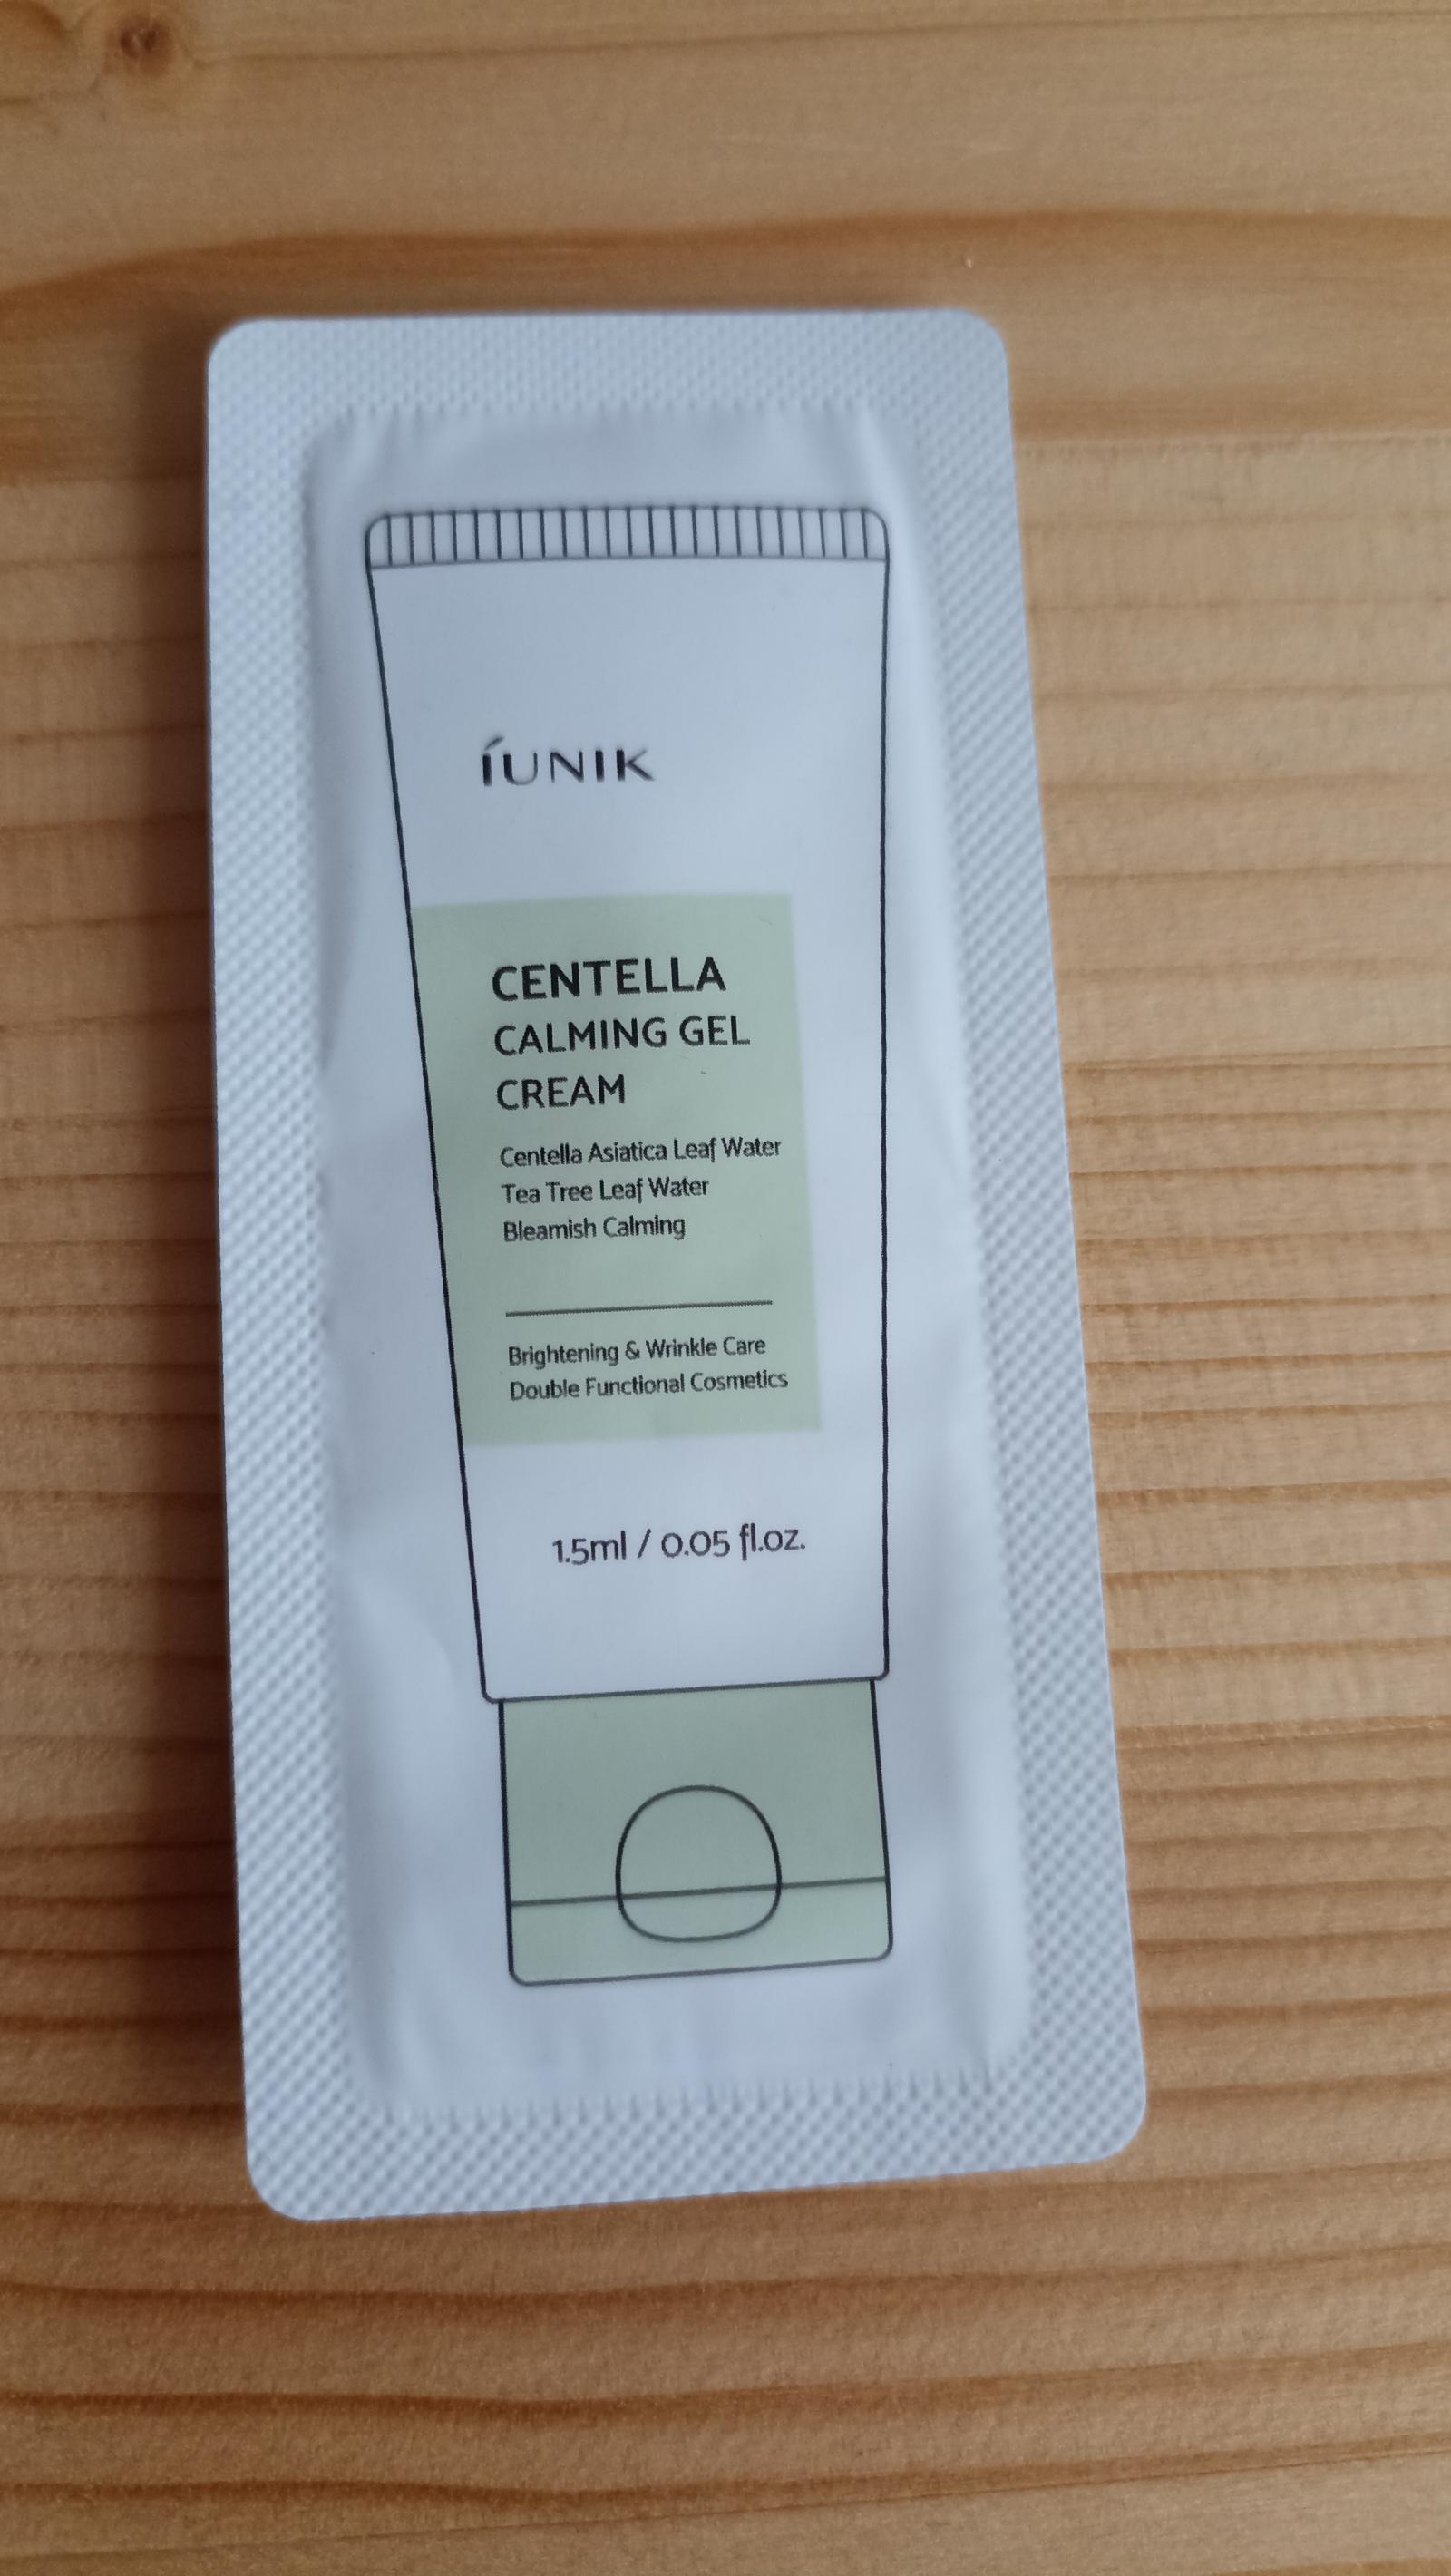 íUNIK
CENTELLA
CALMING GEL
CREAM
Centella Asiatica Leaf Water
Tea Tree Leaf Water
Bleamish Calming
Brightening & Wrinkle Care
Double Functional Cosmetics
1.5ml / 0.05 fl.oz.